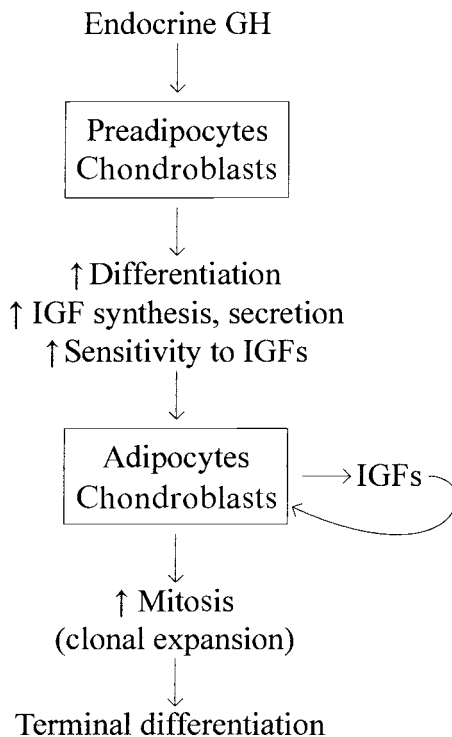 Endocrine GH
Preadipocytes
Chondroblasts
↑ Differentiation
↑ IGF synthesis, secretion
↑ Sensitivity to IGFs
Adipocytes
Chondroblasts
IGFs
↑ Mitosis
(clonal expansion)
Terminal differentiation